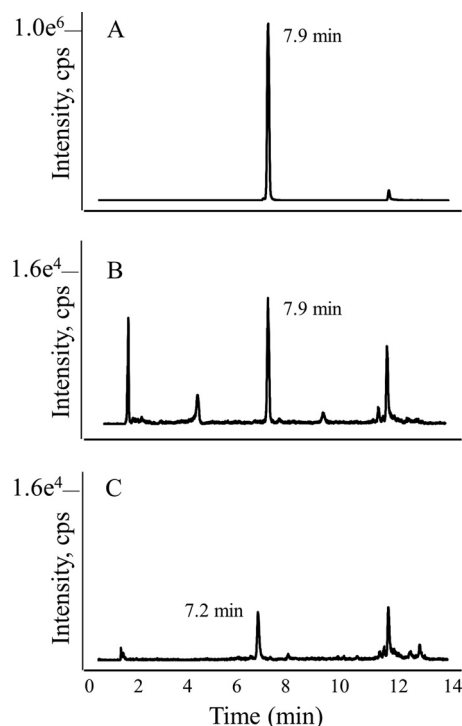 1.0e6
A
7.9 min
Intensity, cps
1.6e4
B
7.9 min
Intensity, cps
1.6e4
C
7.2 min
Intensity, cps
0 2 4 6 8 10 12 14
Time (min)